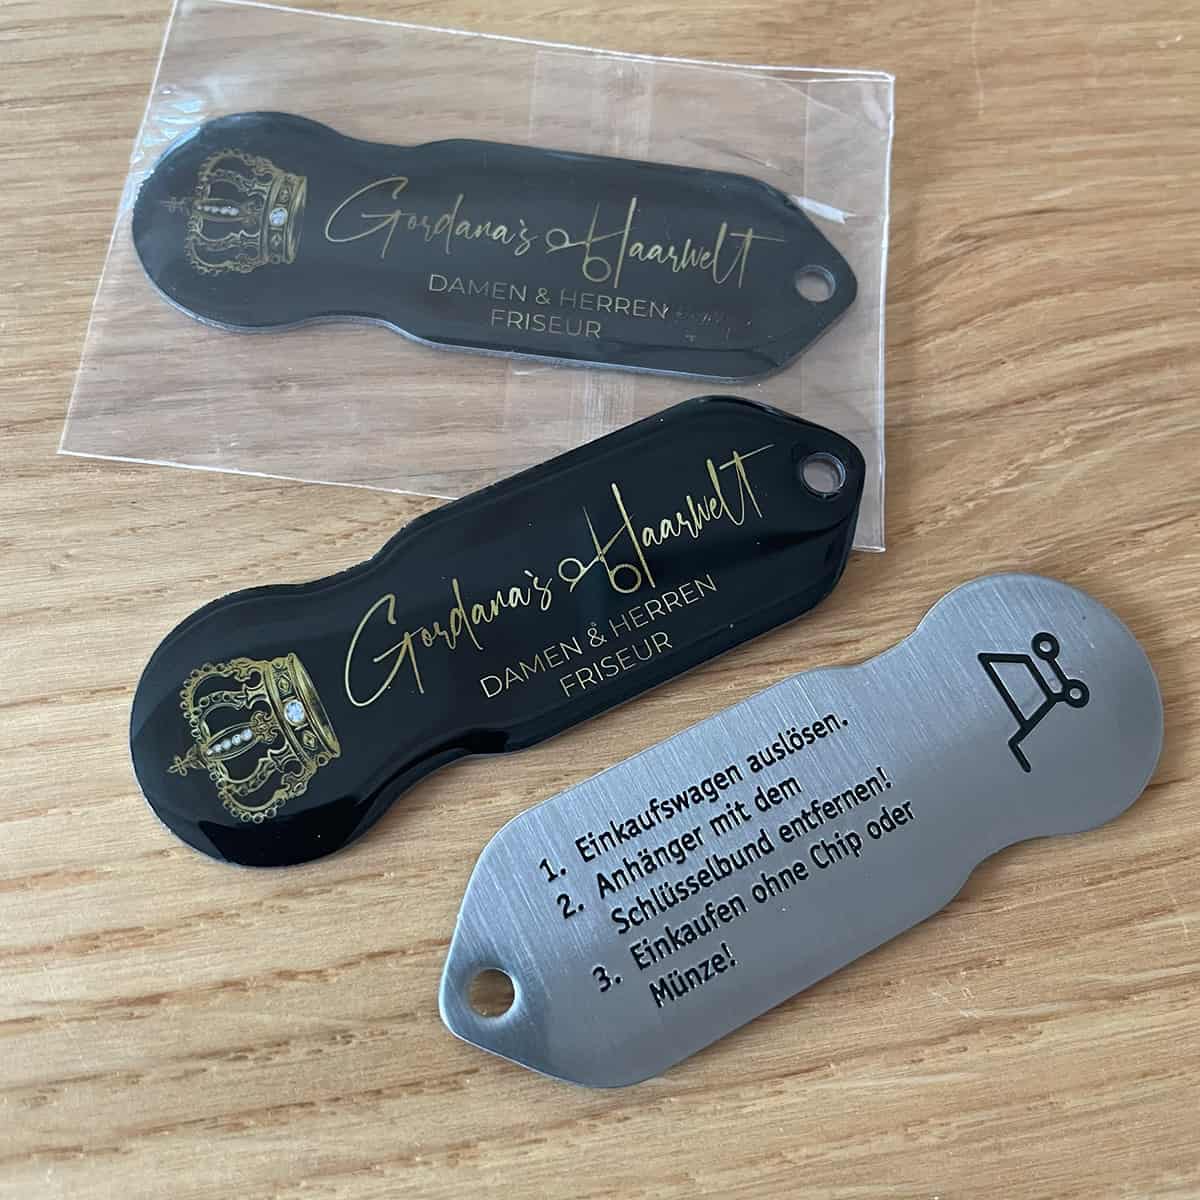 Gordana's Haarwelt
DAMEN & HERREN
FRISEUR
Gordana's Haarwelt
DAMEN & HERREN
FRISEUR
1. Einkaufswagen auslösen.
2. Anhänger mit dem
Schlüsselbund entfernen!
3. Einkaufen ohne Chip oder
Münze!